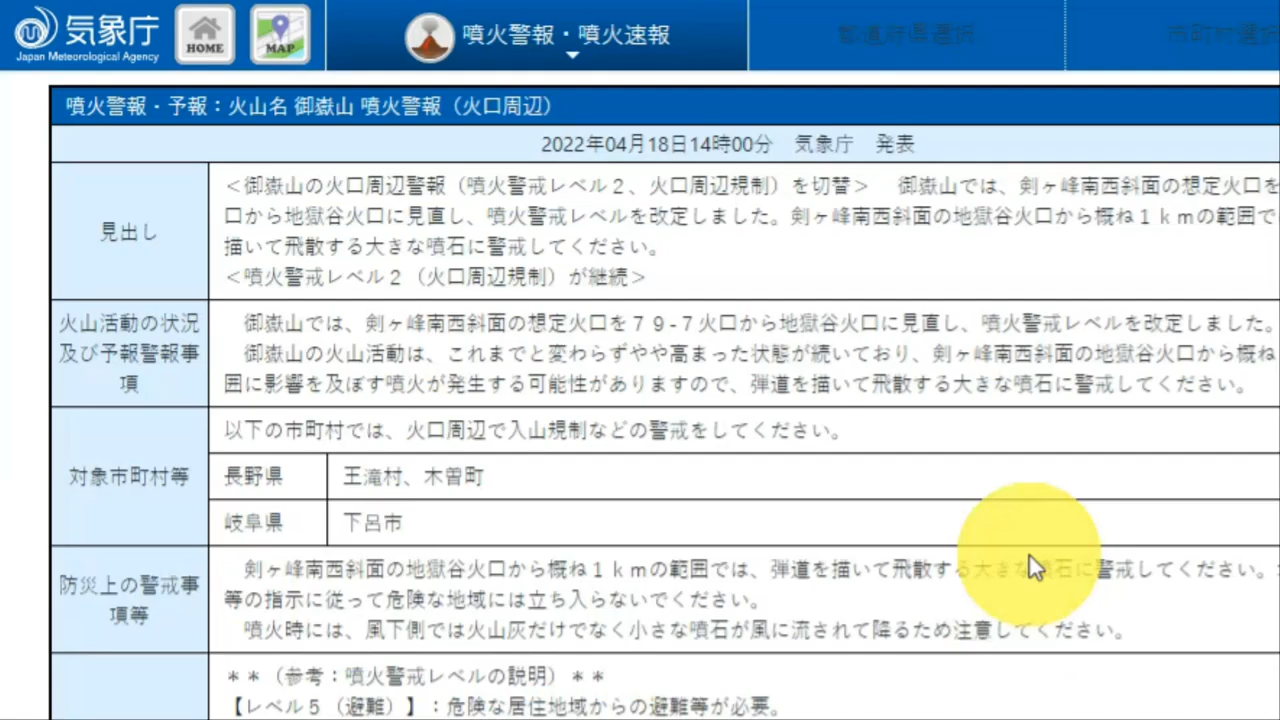 気象庁
Japan Meteorological Agency
HOME
MAP
噴火警報・噴火速報
都道府県選択
市町村選択
噴火警報・予報：火山名 御嶽山 噴火警報（火口周辺）
2022年04月18日14時00分　気象庁　発表
見出し
＜御嶽山の火口周辺警報（噴火警戒レベル２、火口周辺規制）を切替＞　御嶽山では、剣ヶ峰南西斜面の想定火口を
口から地獄谷火口に見直し、噴火警戒レベルを改定しました。剣ヶ峰南西斜面の地獄谷火口から概ね１ｋｍの範囲で
描いて飛散する大きな噴石に警戒してください。
＜噴火警戒レベル２（火口周辺規制）が継続＞
火山活動の状況
及び予報警報事
項
御嶽山では、剣ヶ峰南西斜面の想定火口を７９-７火口から地獄谷火口に見直し、噴火警戒レベルを改定しました。
御嶽山の火山活動は、これまでと変わらずやや高まった状態が続いており、剣ヶ峰南西斜面の地獄谷火口から概ね
囲に影響を及ぼす噴火が発生する可能性がありますので、弾道を描いて飛散する大きな噴石に警戒してください。
対象市町村等
以下の市町村では、火口周辺で入山規制などの警戒をしてください。
長野県
王滝村、木曽町
岐阜県
下呂市
防災上の警戒事
項等
剣ヶ峰南西斜面の地獄谷火口から概ね１ｋｍの範囲では、弾道を描いて飛散する大きな噴石に警戒してください。
等の指示に従って危険な地域には立ち入らないでください。
噴火時には、風下側では火山灰だけでなく小さな噴石が風に流されて降るため注意してください。
＊＊（参考：噴火警戒レベルの説明）＊＊
【レベル５（避難）】：危険な居住地域からの避難等が必要。